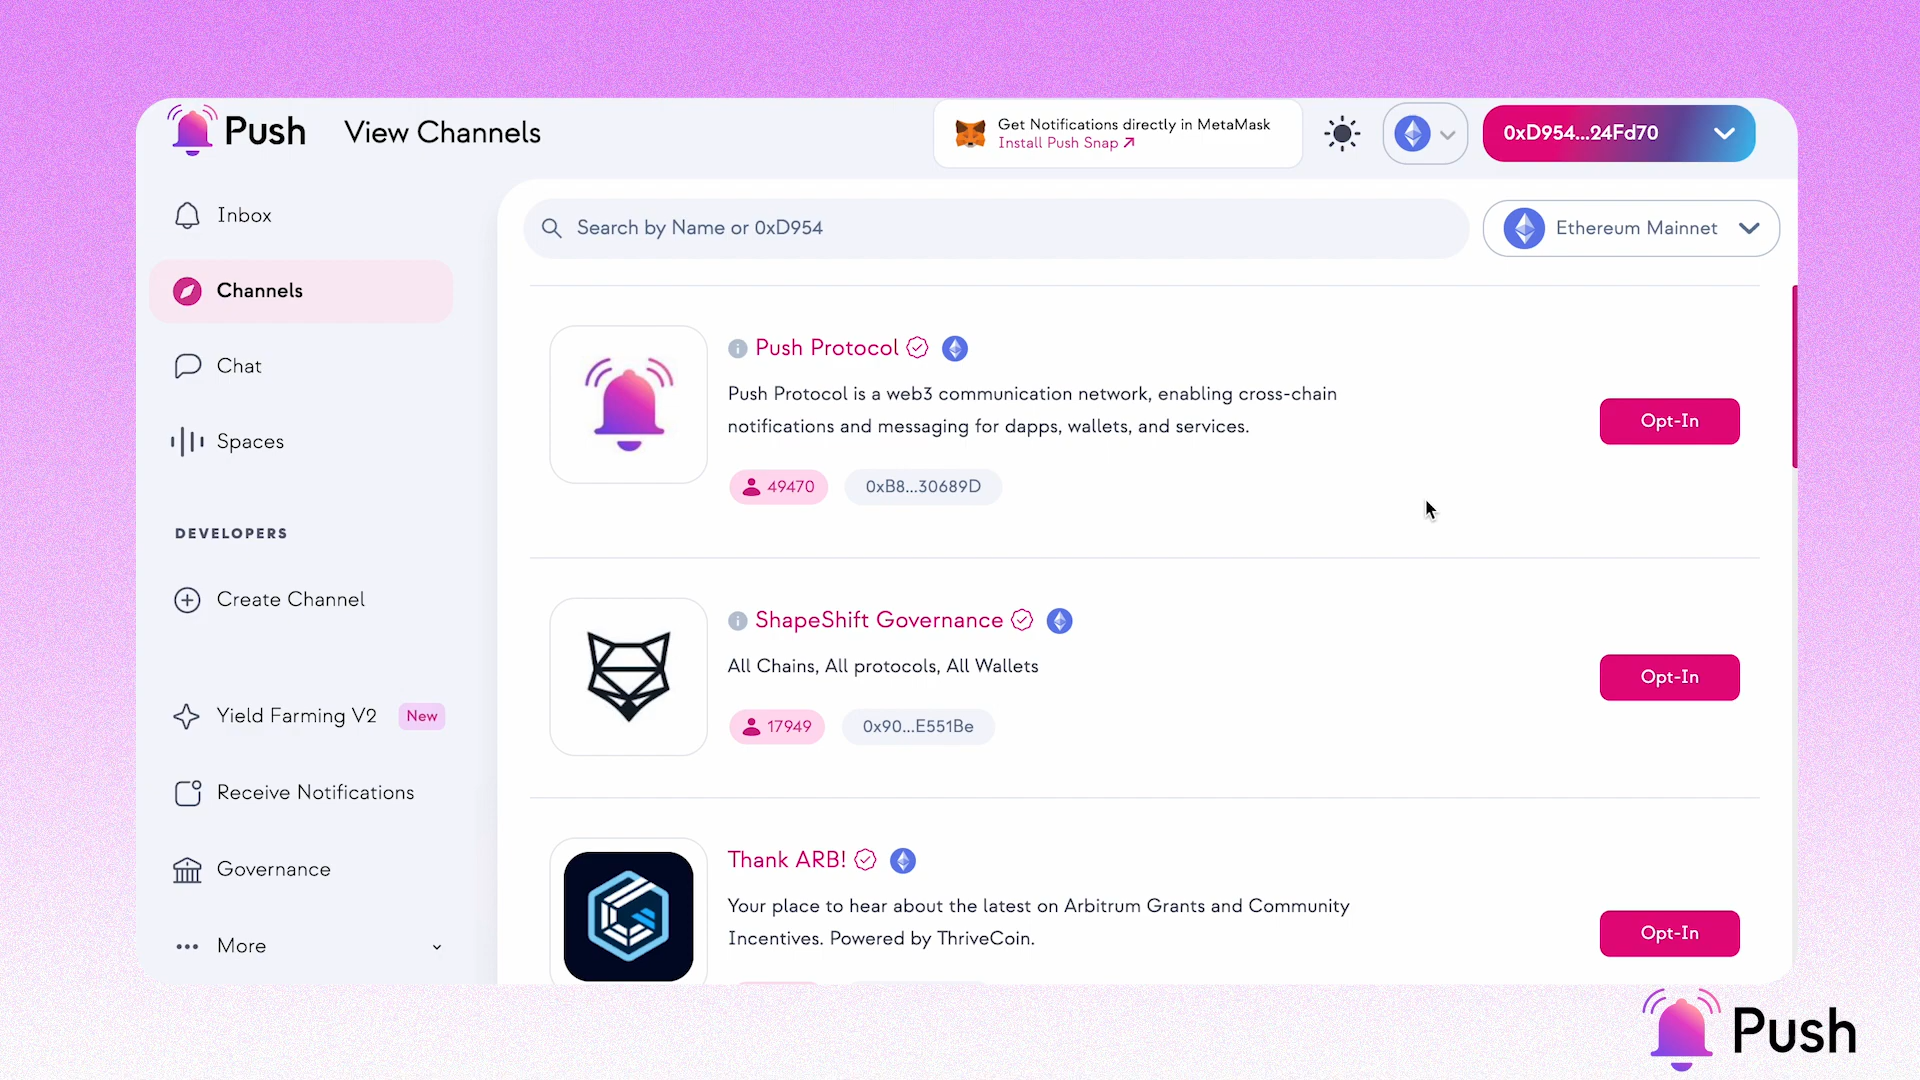 Push
View Channels
Get Notifications directly in MetaMask
Install Push Snap
0xD954...24Fd70
Inbox
Channels
Chat
Spaces
DEVELOPERS
Create Channel
Yield Farming V2 New
Receive Notifications
Governance
More
Search by Name or 0xD954
Ethereum Mainnet
Push Protocol
Push Protocol is a web3 communication network, enabling cross-chain
notifications and messaging for dapps, wallets, and services.
49470 0xB8...30689D
Opt-In
ShapeShift Governance
All Chains, All protocols, All Wallets
17949 0x90...E551Be
Opt-In
Thank ARB!
Your place to hear about the latest on Arbitrum Grants and Community
Incentives. Powered by ThriveCoin.
Opt-In
Push